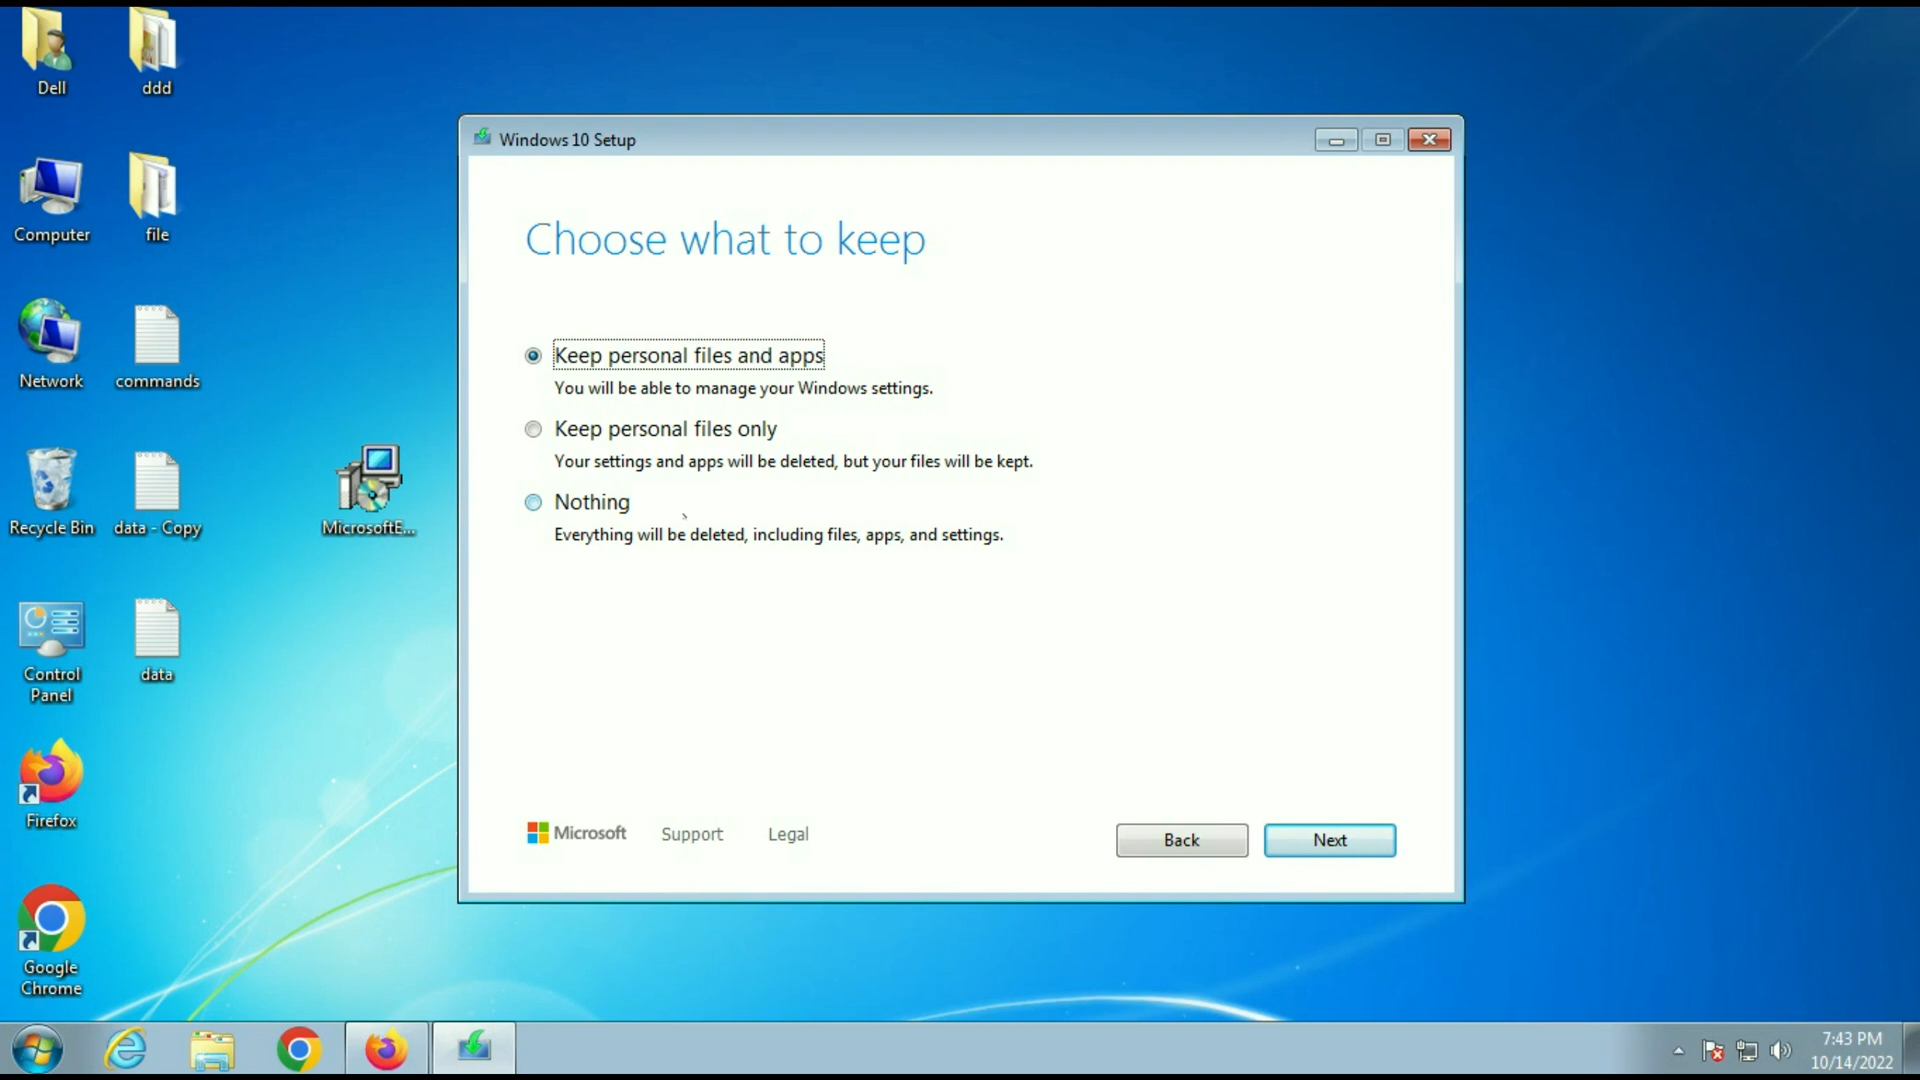 Dell
ddd
Computer
file
Network
commands
Recycle Bin
data - Copy
MicrosoftE...
Control
Panel
data
Firefox
Google
Chrome
Windows 10 Setup
Choose what to keep
Keep personal files and apps
You will be able to manage your Windows settings.
Keep personal files only
Your settings and apps will be deleted, but your files will be kept.
Nothing
Everything will be deleted, including files, apps, and settings.
Microsoft
Support
Legal
Back
Next
7:43 PM
10/14/2022